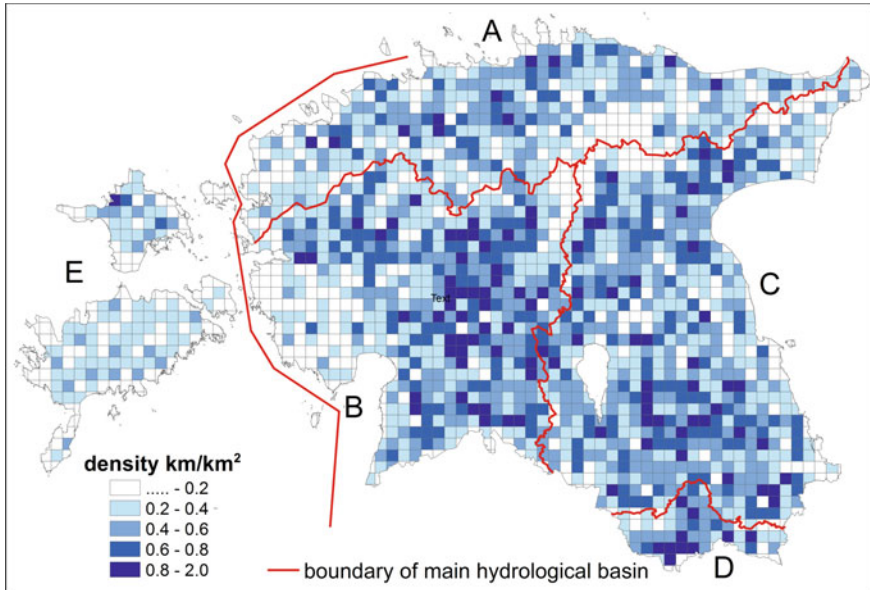 A
E
C
Text
B
density km/km²
..... - 0.2
0.2 - 0.4
0.4 - 0.6
0.6 - 0.8
0.8 - 2.0
boundary of main hydrological basin
D